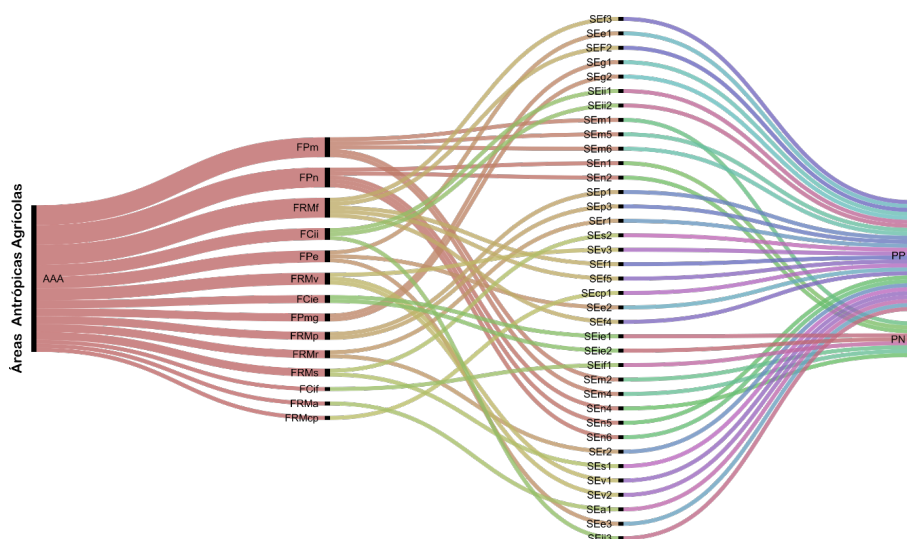 Áreas Antrópicas Agrícolas
AAA
FPm
FPn
FRMf
FCii
FPe
FRMv
FCie
FPmg
FRMp
FRMr
FRMs
FCif
FRMa
FRMcp
SEf3
SEe1
SEF2
SEg1
SEg2
SEii1
SEii2
SEm1
SEm5
SEm6
SEn1
SEn2
SEp1
SEp3
SEr1
SEs2
SEv3
SEf1
SEf5
SEcp1
SEe2
SEf4
SEie1
SEie2
SEif1
SEm2
SEm4
SEn4
SEn5
SEn6
SEr2
SEs1
SEv1
SEv2
SEa1
SEe3
SEii3
PP
PN